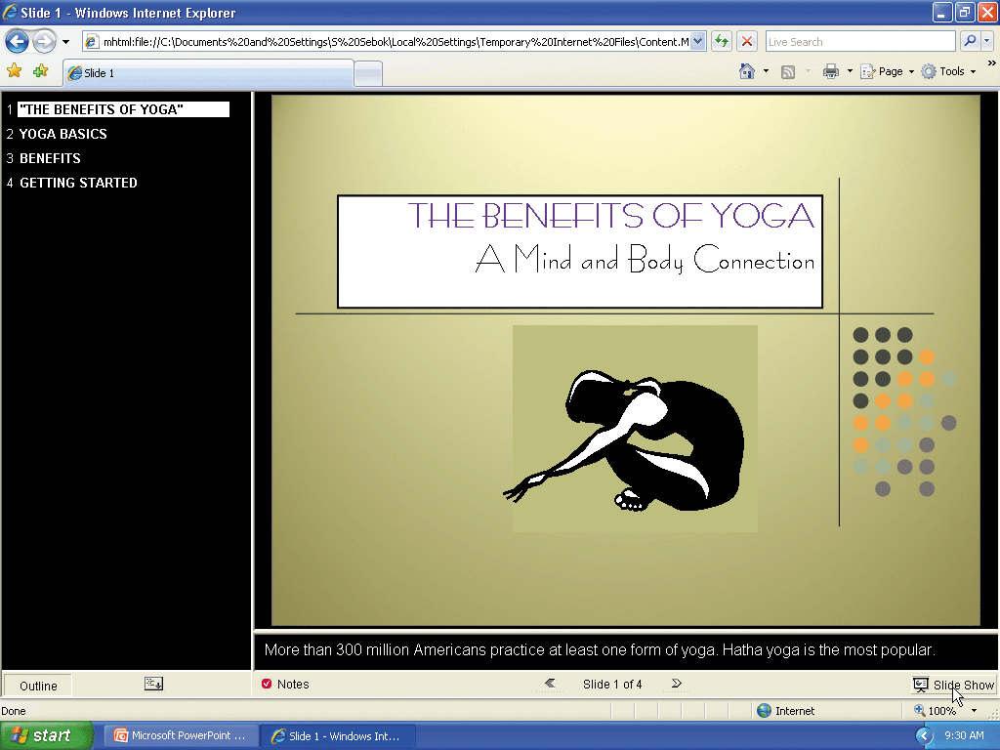 Slide 1 - Windows Internet Explorer
mhtml:file://C:\Documents%20and%20Settings\S%20Sebok\Local%20Settings\Temporary%20Internet%20Files\Content.M
Live Search
Slide 1
Page
Tools
1 "THE BENEFITS OF YOGA"
2 YOGA BASICS
3 BENEFITS
4 GETTING STARTED
THE BENEFITS OF YOGA
A Mind and Body Connection
More than 300 million Americans practice at least one form of yoga. Hatha yoga is the most popular.
Outline
Notes
Slide 1 of 4
Slide Show
Done
Internet
100%
start
Microsoft PowerPoint ...
Slide 1 - Windows Int...
9:30 AM